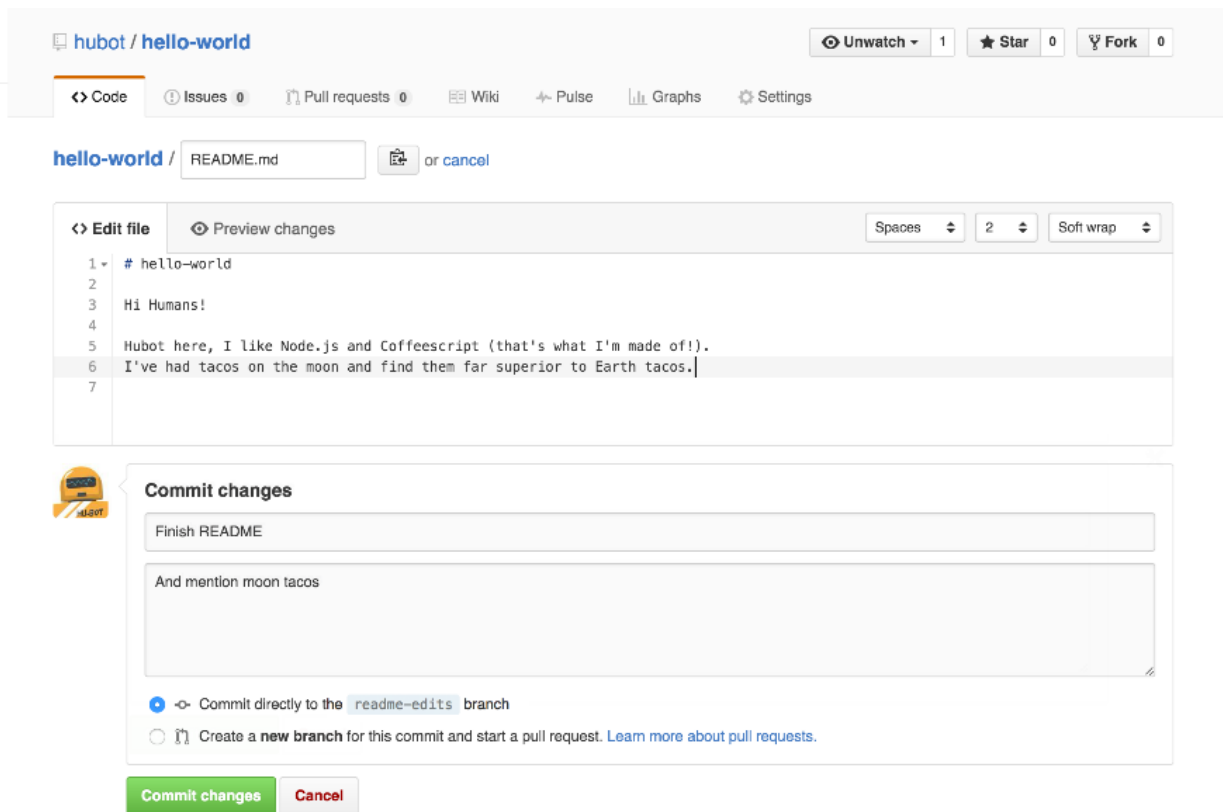 hubot / hello-world
Unwatch 1 Star 0 Fork 0
<> Code Issues 0 Pull requests 0 Wiki Pulse Graphs Settings
hello-world / README.md or cancel
<> Edit file Preview changes Spaces 2 Soft wrap
1 # hello-world
2
3 Hi Humans!
4
5 Hubot here, I like Node.js and Coffeescript (that's what I'm made of!).
6 I've had tacos on the moon and find them far superior to Earth tacos.
7
HU-BOT
Commit changes
Finish README
And mention moon tacos
Commit directly to the readme-edits branch
Create a new branch for this commit and start a pull request. Learn more about pull requests.
Commit changes Cancel